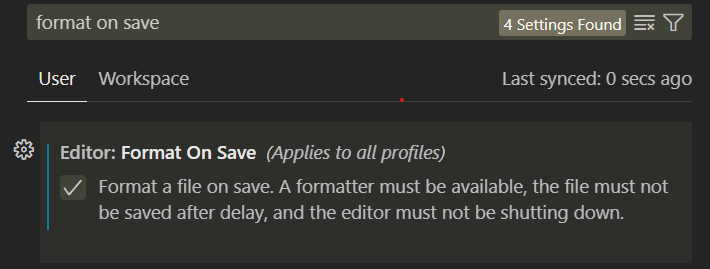 format on save
4 Settings Found
User Workspace
Last synced: 0 secs ago
Editor: Format On Save (Applies to all profiles)
Format a file on save. A formatter must be available, the file must not
be saved after delay, and the editor must not be shutting down.